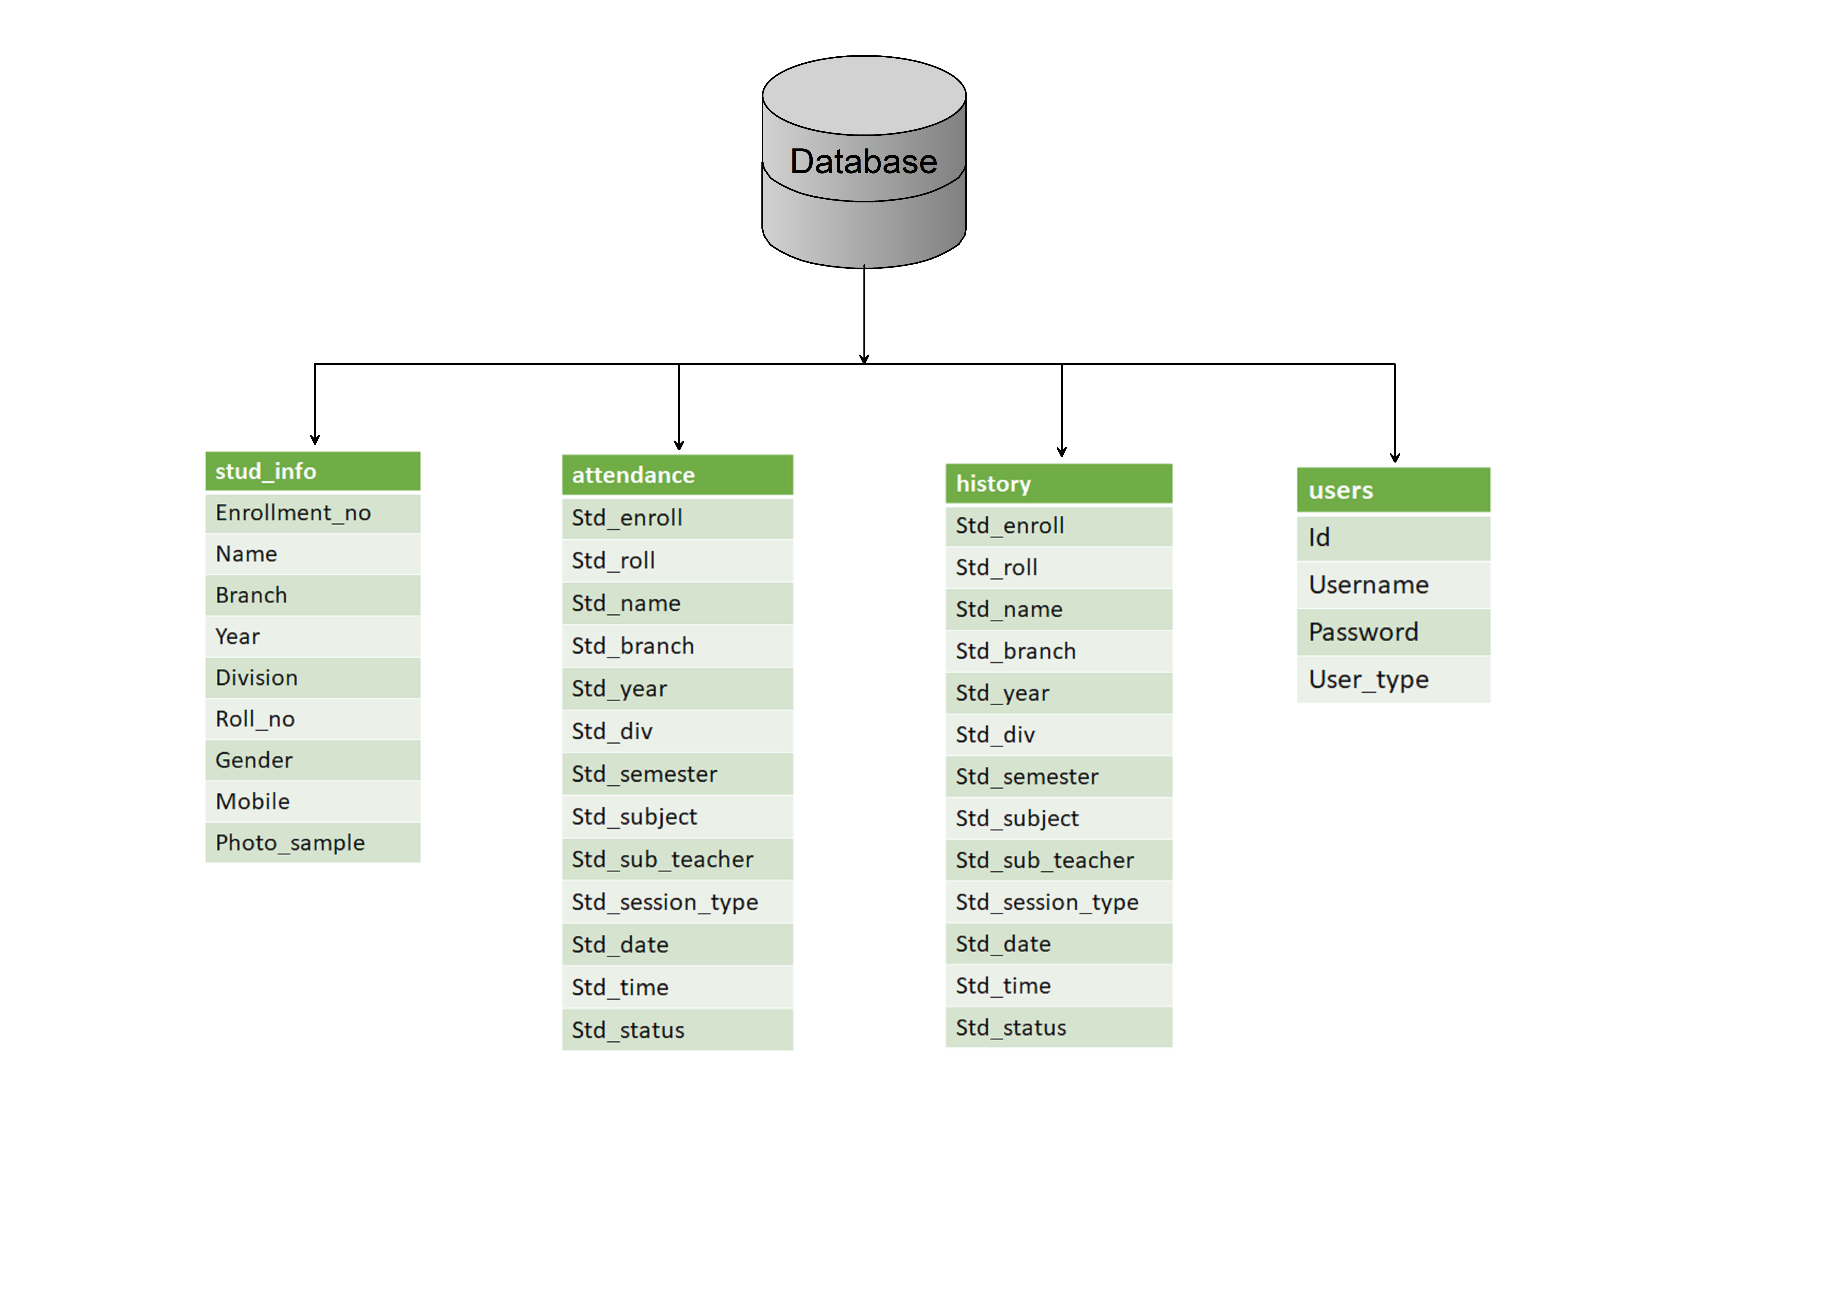 Database
stud_info
Enrollment_no
Name
Branch
Year
Division
Roll_no
Gender
Mobile
Photo_sample
attendance
Std_enroll
Std_roll
Std_name
Std_branch
Std_year
Std_div
Std_semester
Std_subject
Std_sub_teacher
Std_session_type
Std_date
Std_time
Std_status
history
Std_enroll
Std_roll
Std_name
Std_branch
Std_year
Std_div
Std_semester
Std_subject
Std_sub_teacher
Std_session_type
Std_date
Std_time
Std_status
users
Id
Username
Password
User_type